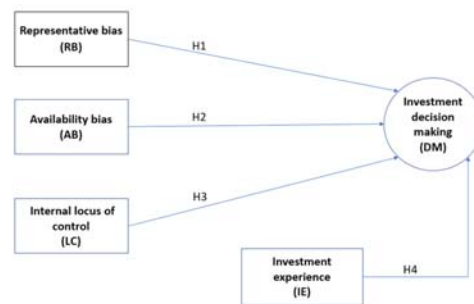 Representative bias
(RB)
H1
Availability bias
(AB)
H2
Investment
decision
making
(DM)
Internal locus of
control
(LC)
H3
Investment
experience
(IE)
H4